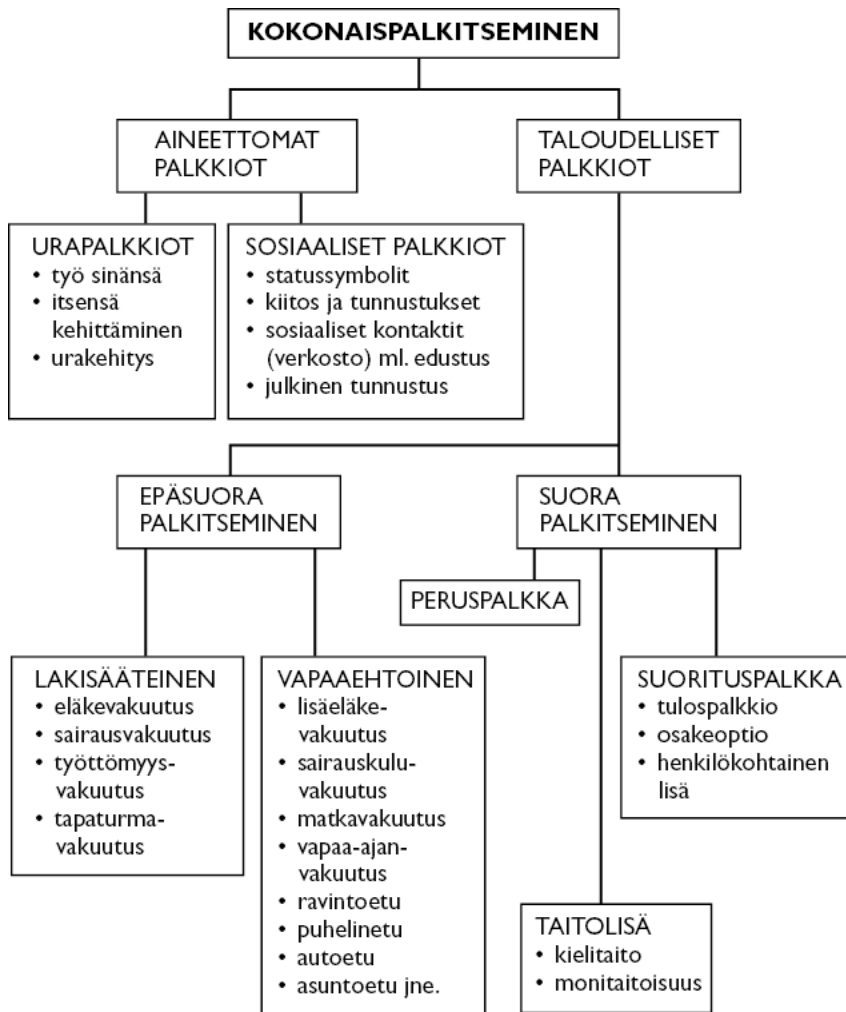 KOKONAISPALKITSEMINEN
AINEETTOMAT
PALKKIOT
TALOUDELLISET
PALKKIOT
URAPALKKIOT
• työ sinänsä
• itsensä
kehittäminen
• urakehitys
SOSIAALISET PALKKIOT
• statussymbolit
• kiitos ja tunnustukset
• sosiaaliset kontaktit
(verkosto) ml. edustus
• julkinen tunnustus
EPÄSUORA
PALKITSEMINEN
SUORA
PALKITSEMINEN
PERUSPALKKA
LAKISÄÄTEINEN
• eläkevakuutus
• sairausvakuutus
• työttömyys-
vakuutus
• tapaturma-
vakuutus
VAPAAEHTOINEN
• lisäeläke-
vakuutus
• sairauskulu-
vakuutus
• matkavakuutus
• vapaa-ajan-
vakuutus
• ravintoetu
• puhelinetu
• autoetu
• asuntoetu jne.
SUORITUSPALKKA
• tulospalkkio
• osakeoptio
• henkilökohtainen
lisä
TAITOLISÄ
• kielitaito
• monitaitoisuus